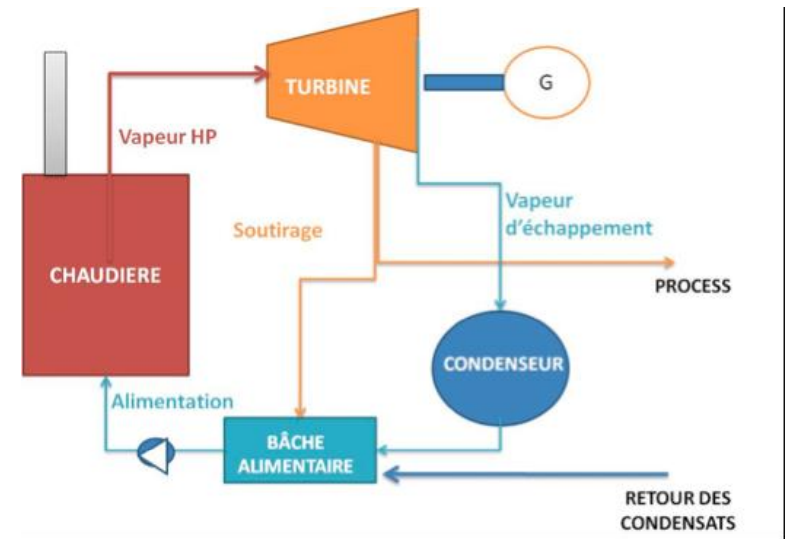 TURBINE
G
Vapeur HP
Vapeur
d'échappement
Soutirage
CHAUDIERE
PROCESS
CONDENSEUR
Alimentation
BÂCHE
ALIMENTAIRE
RETOUR DES
CONDENSATS